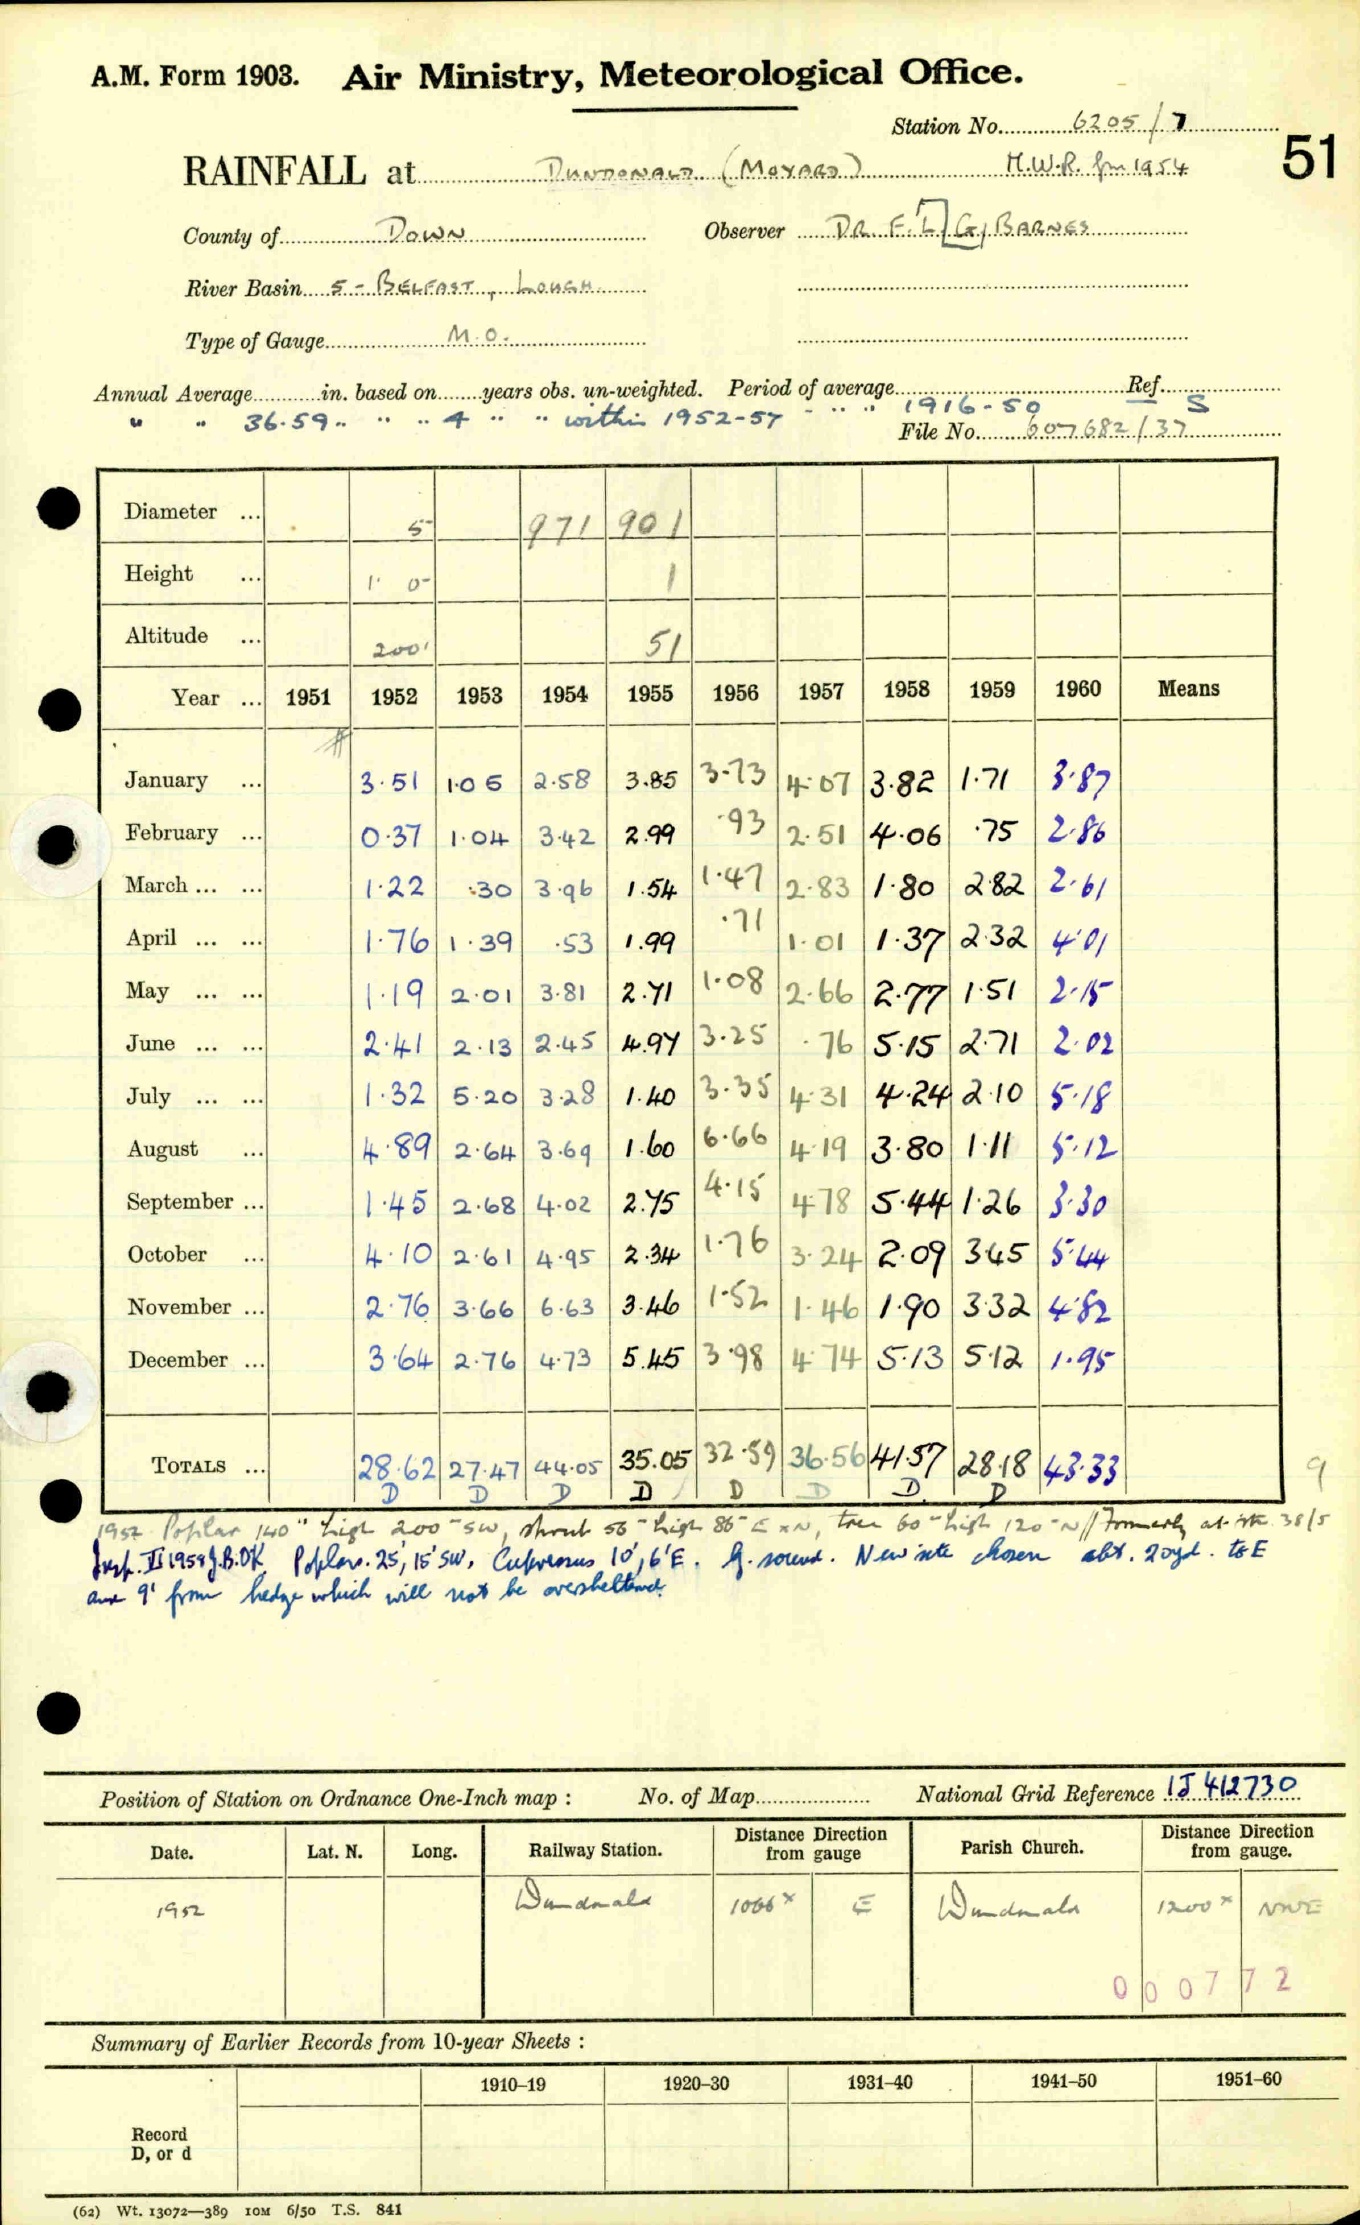 A.M. Form 1903. Air Ministry, Meteorological Office.
Station No. 6205/7
51
RAINFALL at DUNDONALD (MOYARD) M.W.R. fm 1954
County of DOWN Observer DR. F. L. G. BARNES
River Basin 5 - BELFAST, LOUGH
Type of Gauge M.O.
Annual Average in. based on years obs. un-weighted. Period of average Ref.
" " 36.59 " " " 4 " " within 1952-57 - " " " 1916-50 S
File No. 607682/37
Diameter ... 5" 971 901
Height ... 1' 0" 1
Altitude ... 200' 51
Year ... 1951 1952 1953 1954 1955 1956 1957 1958 1959 1960 Means
January ... 3.51 1.05 2.58 3.85 3.73 4.07 3.82 1.71 3.87
February ... 0.37 1.04 3.42 2.99 .93 2.51 4.06 .75 2.86
March ... ... 1.22 .30 3.96 1.54 1.47 2.83 1.80 2.82 2.61
April ... ... 1.76 1.39 .53 1.99 .71 1.01 1.37 2.32 4.01
May ... ... 1.19 2.01 3.81 2.71 1.08 2.66 2.77 1.51 2.15
June ... ... 2.41 2.13 2.45 4.97 3.25 .76 5.15 2.71 2.02
July ... ... 1.32 5.20 3.28 1.40 3.35 4.31 4.24 2.10 5.18
August ... 4.89 2.64 3.69 1.60 6.66 4.19 3.80 1.11 5.12
September ... 1.45 2.68 4.02 2.75 4.15 4.78 5.44 1.26 3.30
October ... 4.10 2.61 4.95 2.34 1.76 3.24 2.09 3.45 5.44
November ... 2.76 3.66 6.63 3.46 1.52 1.46 1.90 3.32 4.82
December ... 3.64 2.76 4.73 5.45 3.98 4.74 5.13 5.12 1.95
TOTALS ... 28.62 27.47 44.05 35.05 32.59 36.56 41.57 28.18 43.33 9
D D D D D D D D
1952 Poplar 140" high 200" SW, shrub 56" high 86" E x N, tree 60" high 120" N // Formerly at 38/5
Insp. VI 1958 J.B.DK. Poplars. 25', 15' SW. Cupressus 10', 6' E. G. sound. New site chosen abt. 20yd. to E
and 9' from hedge which will not be oversheltered.
Position of Station on Ordnance One-Inch map : No. of Map National Grid Reference IJ 412730
Date. Lat. N. Long. Railway Station. Distance Direction from gauge Parish Church. Distance Direction from gauge.
1952 Dundonald 1066x E Dundonald 1200x NNE
000772
Summary of Earlier Records from 10-year Sheets :
1910–19 1920–30 1931–40 1941–50 1951–60
Record
D, or d
(62) Wt. 13072—389 10M 6/50 T.S. 841